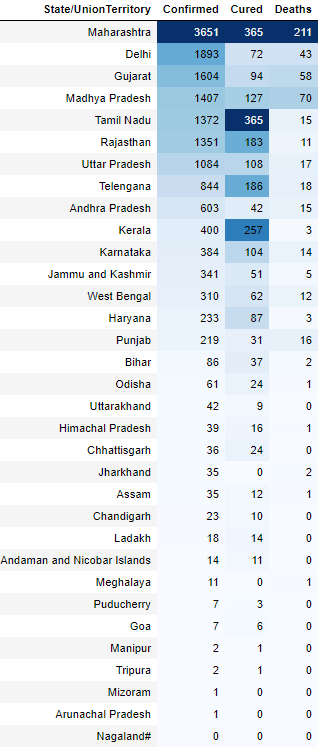 State/UnionTerritory Confirmed Cured Deaths
Maharashtra 3651 365 211
Delhi 1893 72 43
Gujarat 1604 94 58
Madhya Pradesh 1407 127 70
Tamil Nadu 1372 365 15
Rajasthan 1351 183 11
Uttar Pradesh 1084 108 17
Telengana 844 186 18
Andhra Pradesh 603 42 15
Kerala 400 257 3
Karnataka 384 104 14
Jammu and Kashmir 341 51 5
West Bengal 310 62 12
Haryana 233 87 3
Punjab 219 31 16
Bihar 86 37 2
Odisha 61 24 1
Uttarakhand 42 9 0
Himachal Pradesh 39 16 1
Chhattisgarh 36 24 0
Jharkhand 35 0 2
Assam 35 12 1
Chandigarh 23 10 0
Ladakh 18 14 0
Andaman and Nicobar Islands 14 11 0
Meghalaya 11 0 1
Puducherry 7 3 0
Goa 7 6 0
Manipur 2 1 0
Tripura 2 1 0
Mizoram 1 0 0
Arunachal Pradesh 1 0 0
Nagaland# 0 0 0